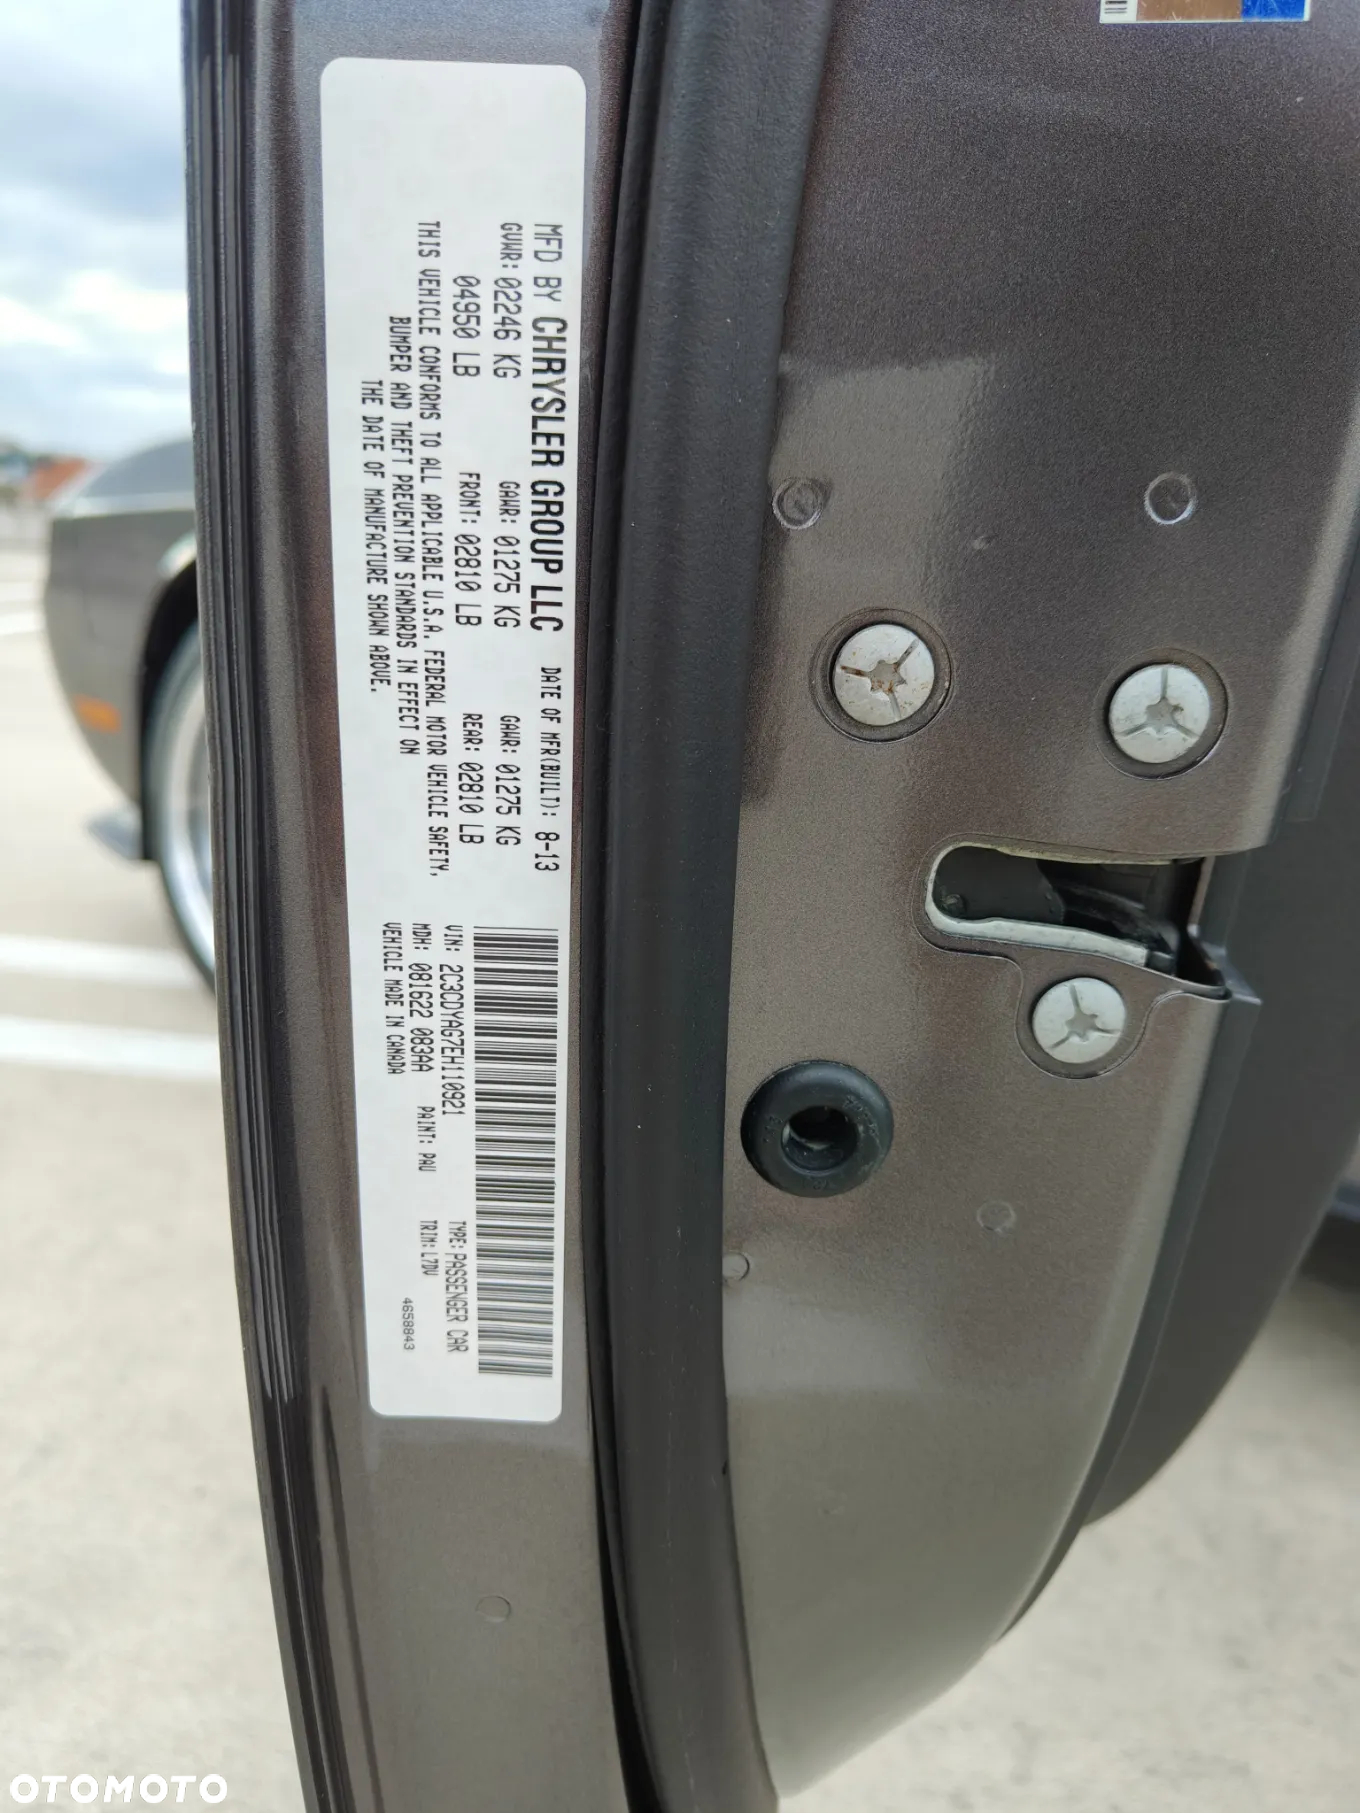 MFD BY CHRYSLER GROUP LLC DATE OF MFR(BUILT): 8-13
GVWR: 02246 KG GAWR: 01275 KG GAWR: 01275 KG
04950 LB FRONT: 02810 LB REAR: 02810 LB
THIS VEHICLE CONFORMS TO ALL APPLICABLE U.S.A. FEDERAL MOTOR VEHICLE SAFETY,
BUMPER AND THEFT PREVENTION STANDARDS IN EFFECT ON
THE DATE OF MANUFACTURE SHOWN ABOVE.
VIN: 2C3CDYAG7EH110921 TYPE: PASSENGER CAR
MDH: 081622 083AA PAINT: PAU TRIM: L7DV
VEHICLE MADE IN CANADA 4658843
OTOMOTO